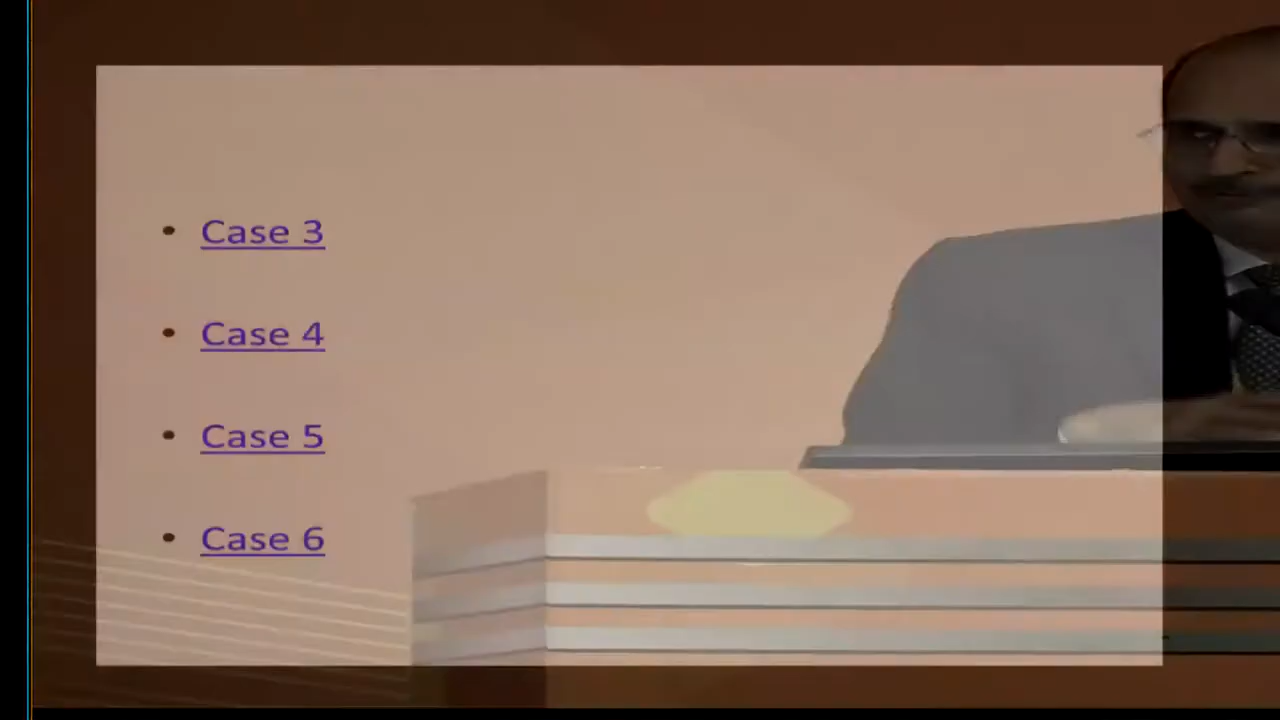 • Case 3
• Case 4
• Case 5
• Case 6